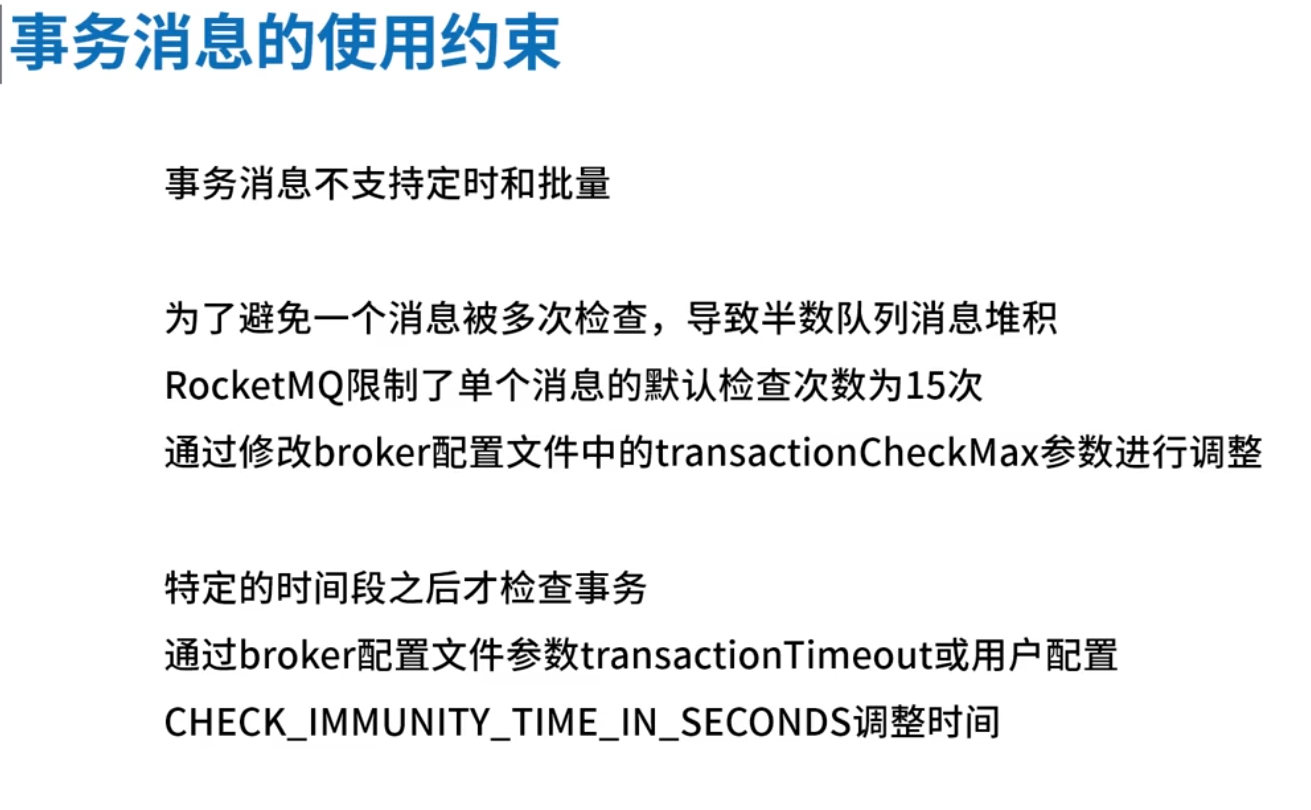 事务消息的使用约束
事务消息不支持定时和批量
为了避免一个消息被多次检查，导致半数队列消息堆积
RocketMQ限制了单个消息的默认检查次数为15次
通过修改broker配置文件中的transactionCheckMax参数进行调整
特定的时间段之后才检查事务
通过broker配置文件参数transactionTimeout或用户配置
CHECK_IMMUNITY_TIME_IN_SECONDS调整时间